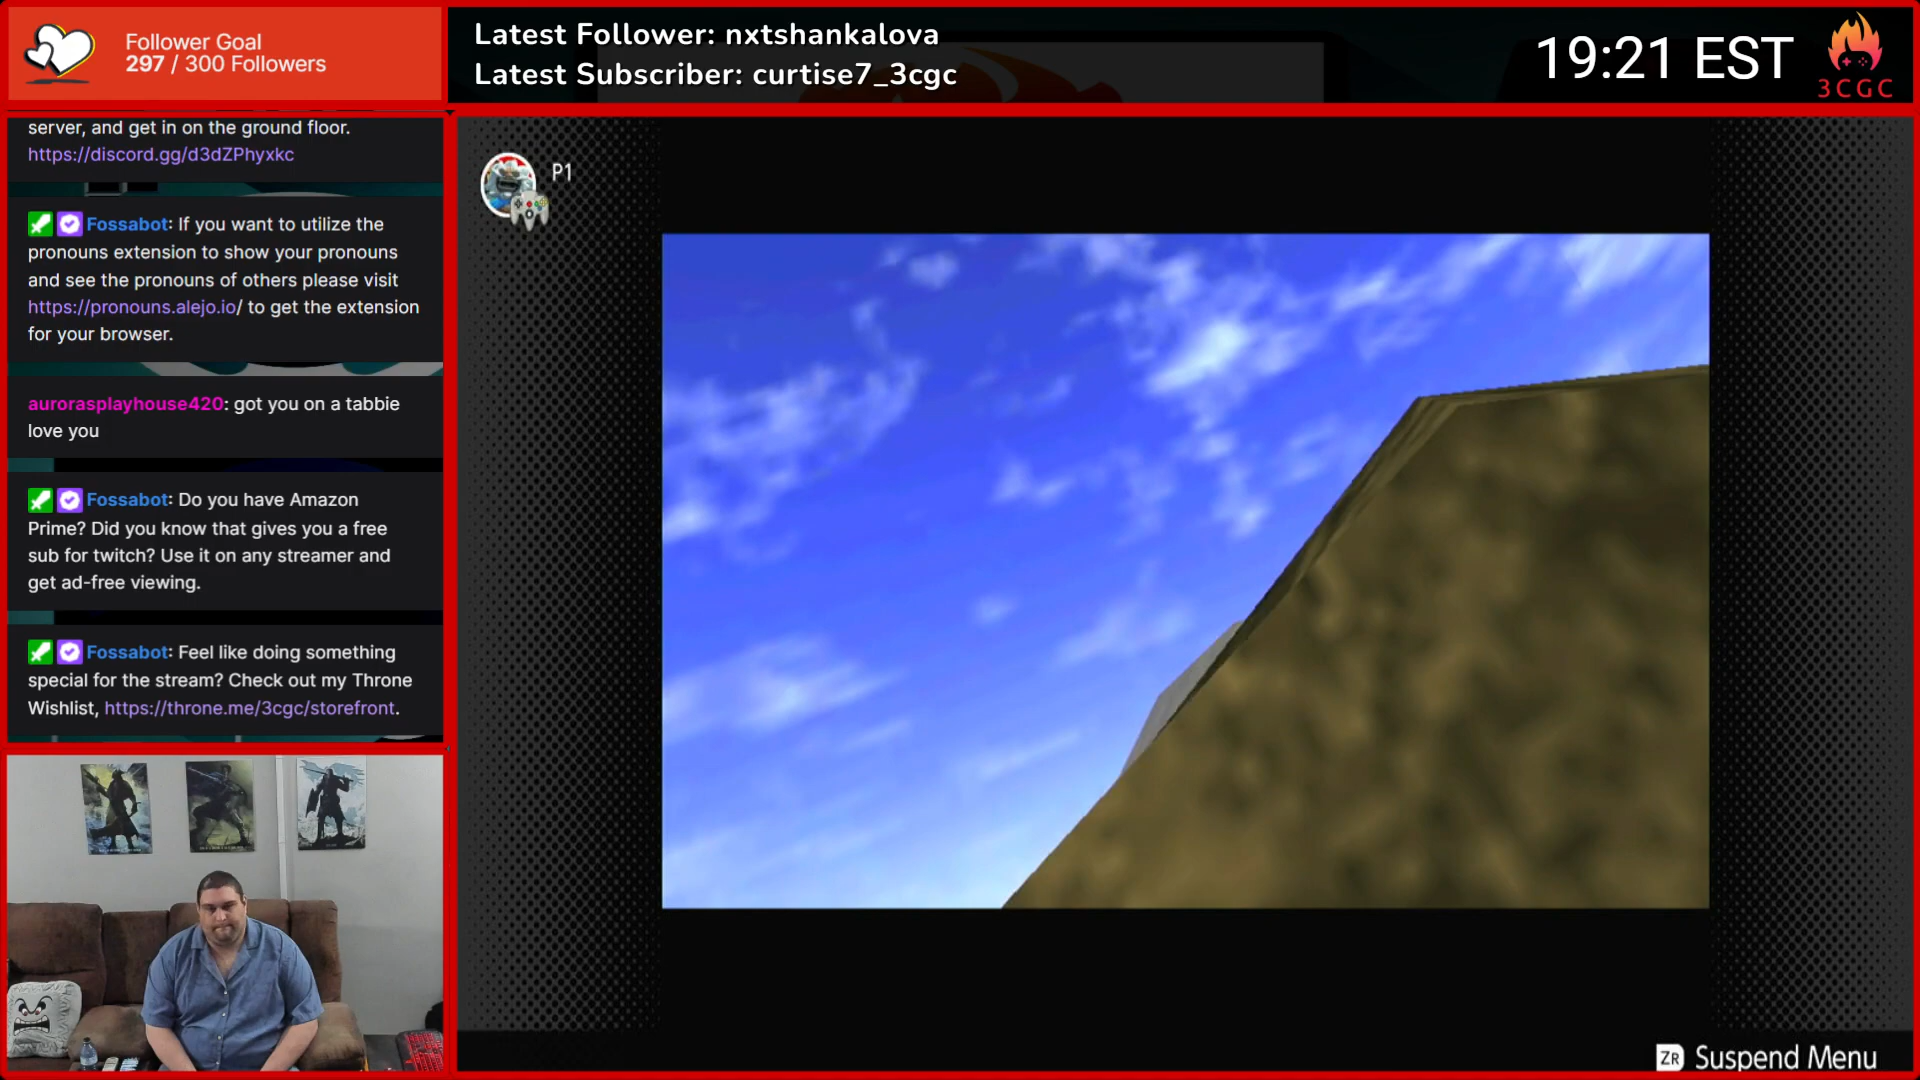 Follower Goal
297 / 300 Followers
Latest Follower: nxtshankalova
Latest Subscriber: curtise7_3cgc
19:21 EST
3CGC
server, and get in on the ground floor.
https://discord.gg/d3dZPhyxkc
Fossabot: If you want to utilize the
pronouns extension to show your pronouns
and see the pronouns of others please visit
https://pronouns.alejo.io/ to get the extension
for your browser.
aurorasplayhouse420: got you on a tabbie
love you
Fossabot: Do you have Amazon
Prime? Did you know that gives you a free
sub for twitch? Use it on any streamer and
get ad-free viewing.
Fossabot: Feel like doing something
special for the stream? Check out my Throne
Wishlist, https://throne.me/3cgc/storefront.
P1
ZR Suspend Menu